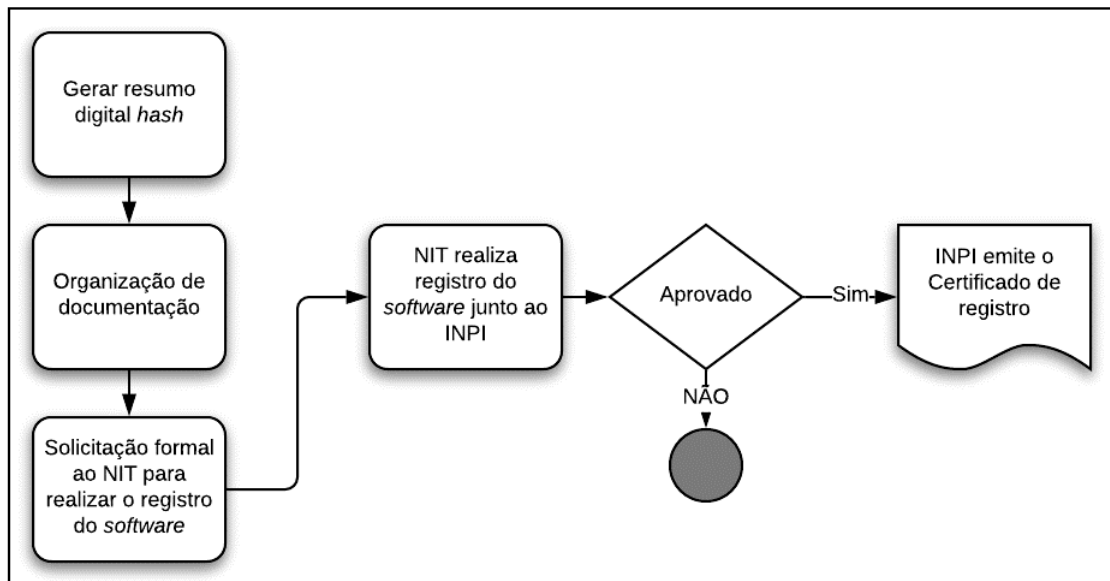 Gerar resumo
digital hash
Organização de
documentação
Solicitação formal
ao NIT para
realizar o registro
do software
NIT realiza
registro do
software junto ao
INPI
Aprovado
Sim
NÃO
INPI emite o
Certificado de
registro